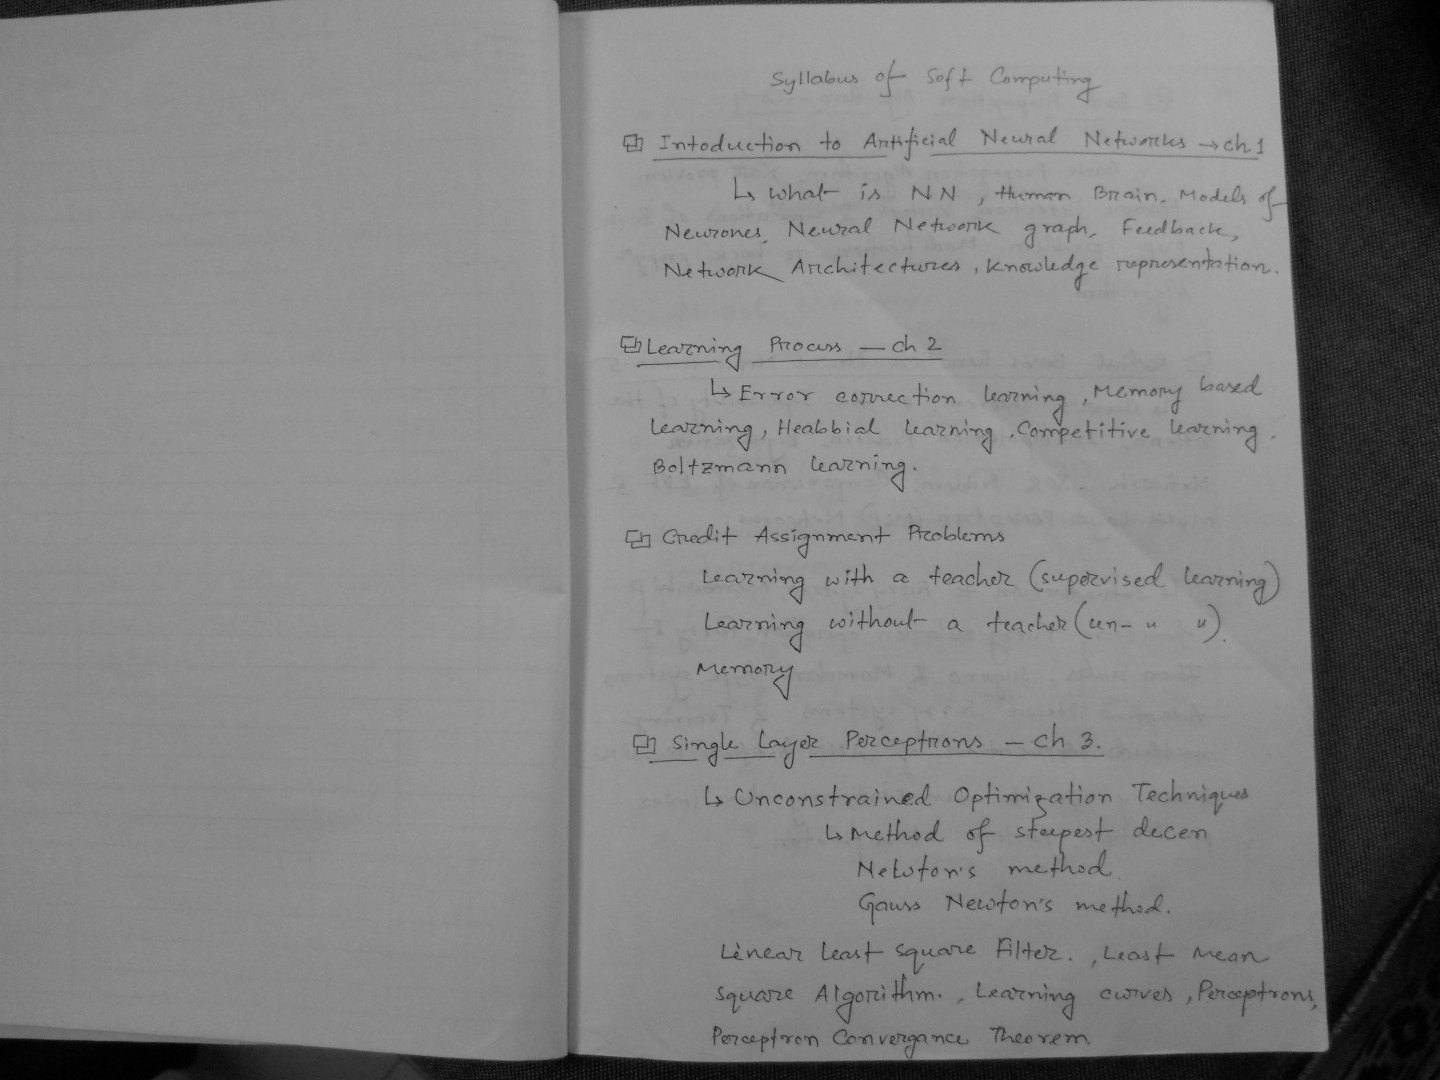 Syllabus of Soft Computing
Intoduction to Artificial Neural Networks → ch 1
↳ what is NN, Human Brain, Models of
Neurones, Neural Network graph, Feedback,
Network Architectures, Knowledge representation.
Learning Process — ch 2
↳ Error correction learning, Memory based
learning, Heabbial learning, Competitive learning.
Boltzmann learning.
Credit Assignment Problems
Learning with a teacher (supervised learning)
Learning without a teacher (un- " ").
Memory
Single Layer Perceptrons — ch 3.
↳ Unconstrained Optimization Techniques
↳ Method of steepest decen
Newton's method.
Gauss Newton's method.
Linear least square Filter., Least Mean
square Algorithm., Learning curves, Perceptrons,
Perceptron Convergance Theorem